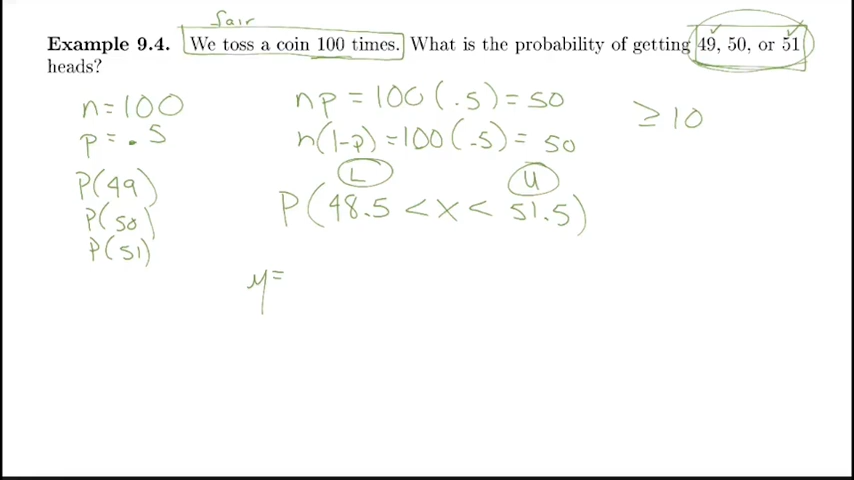 fair
Example 9.4. We toss a coin 100 times. What is the probability of getting 49, 50, or 51
heads?
n=100
p=.5
P(49)
P(50)
P(51)
np=100(.5)=50
n(1-p)=100(.5)=50
≥10
L
U
P(48.5<x<51.5)
μ=